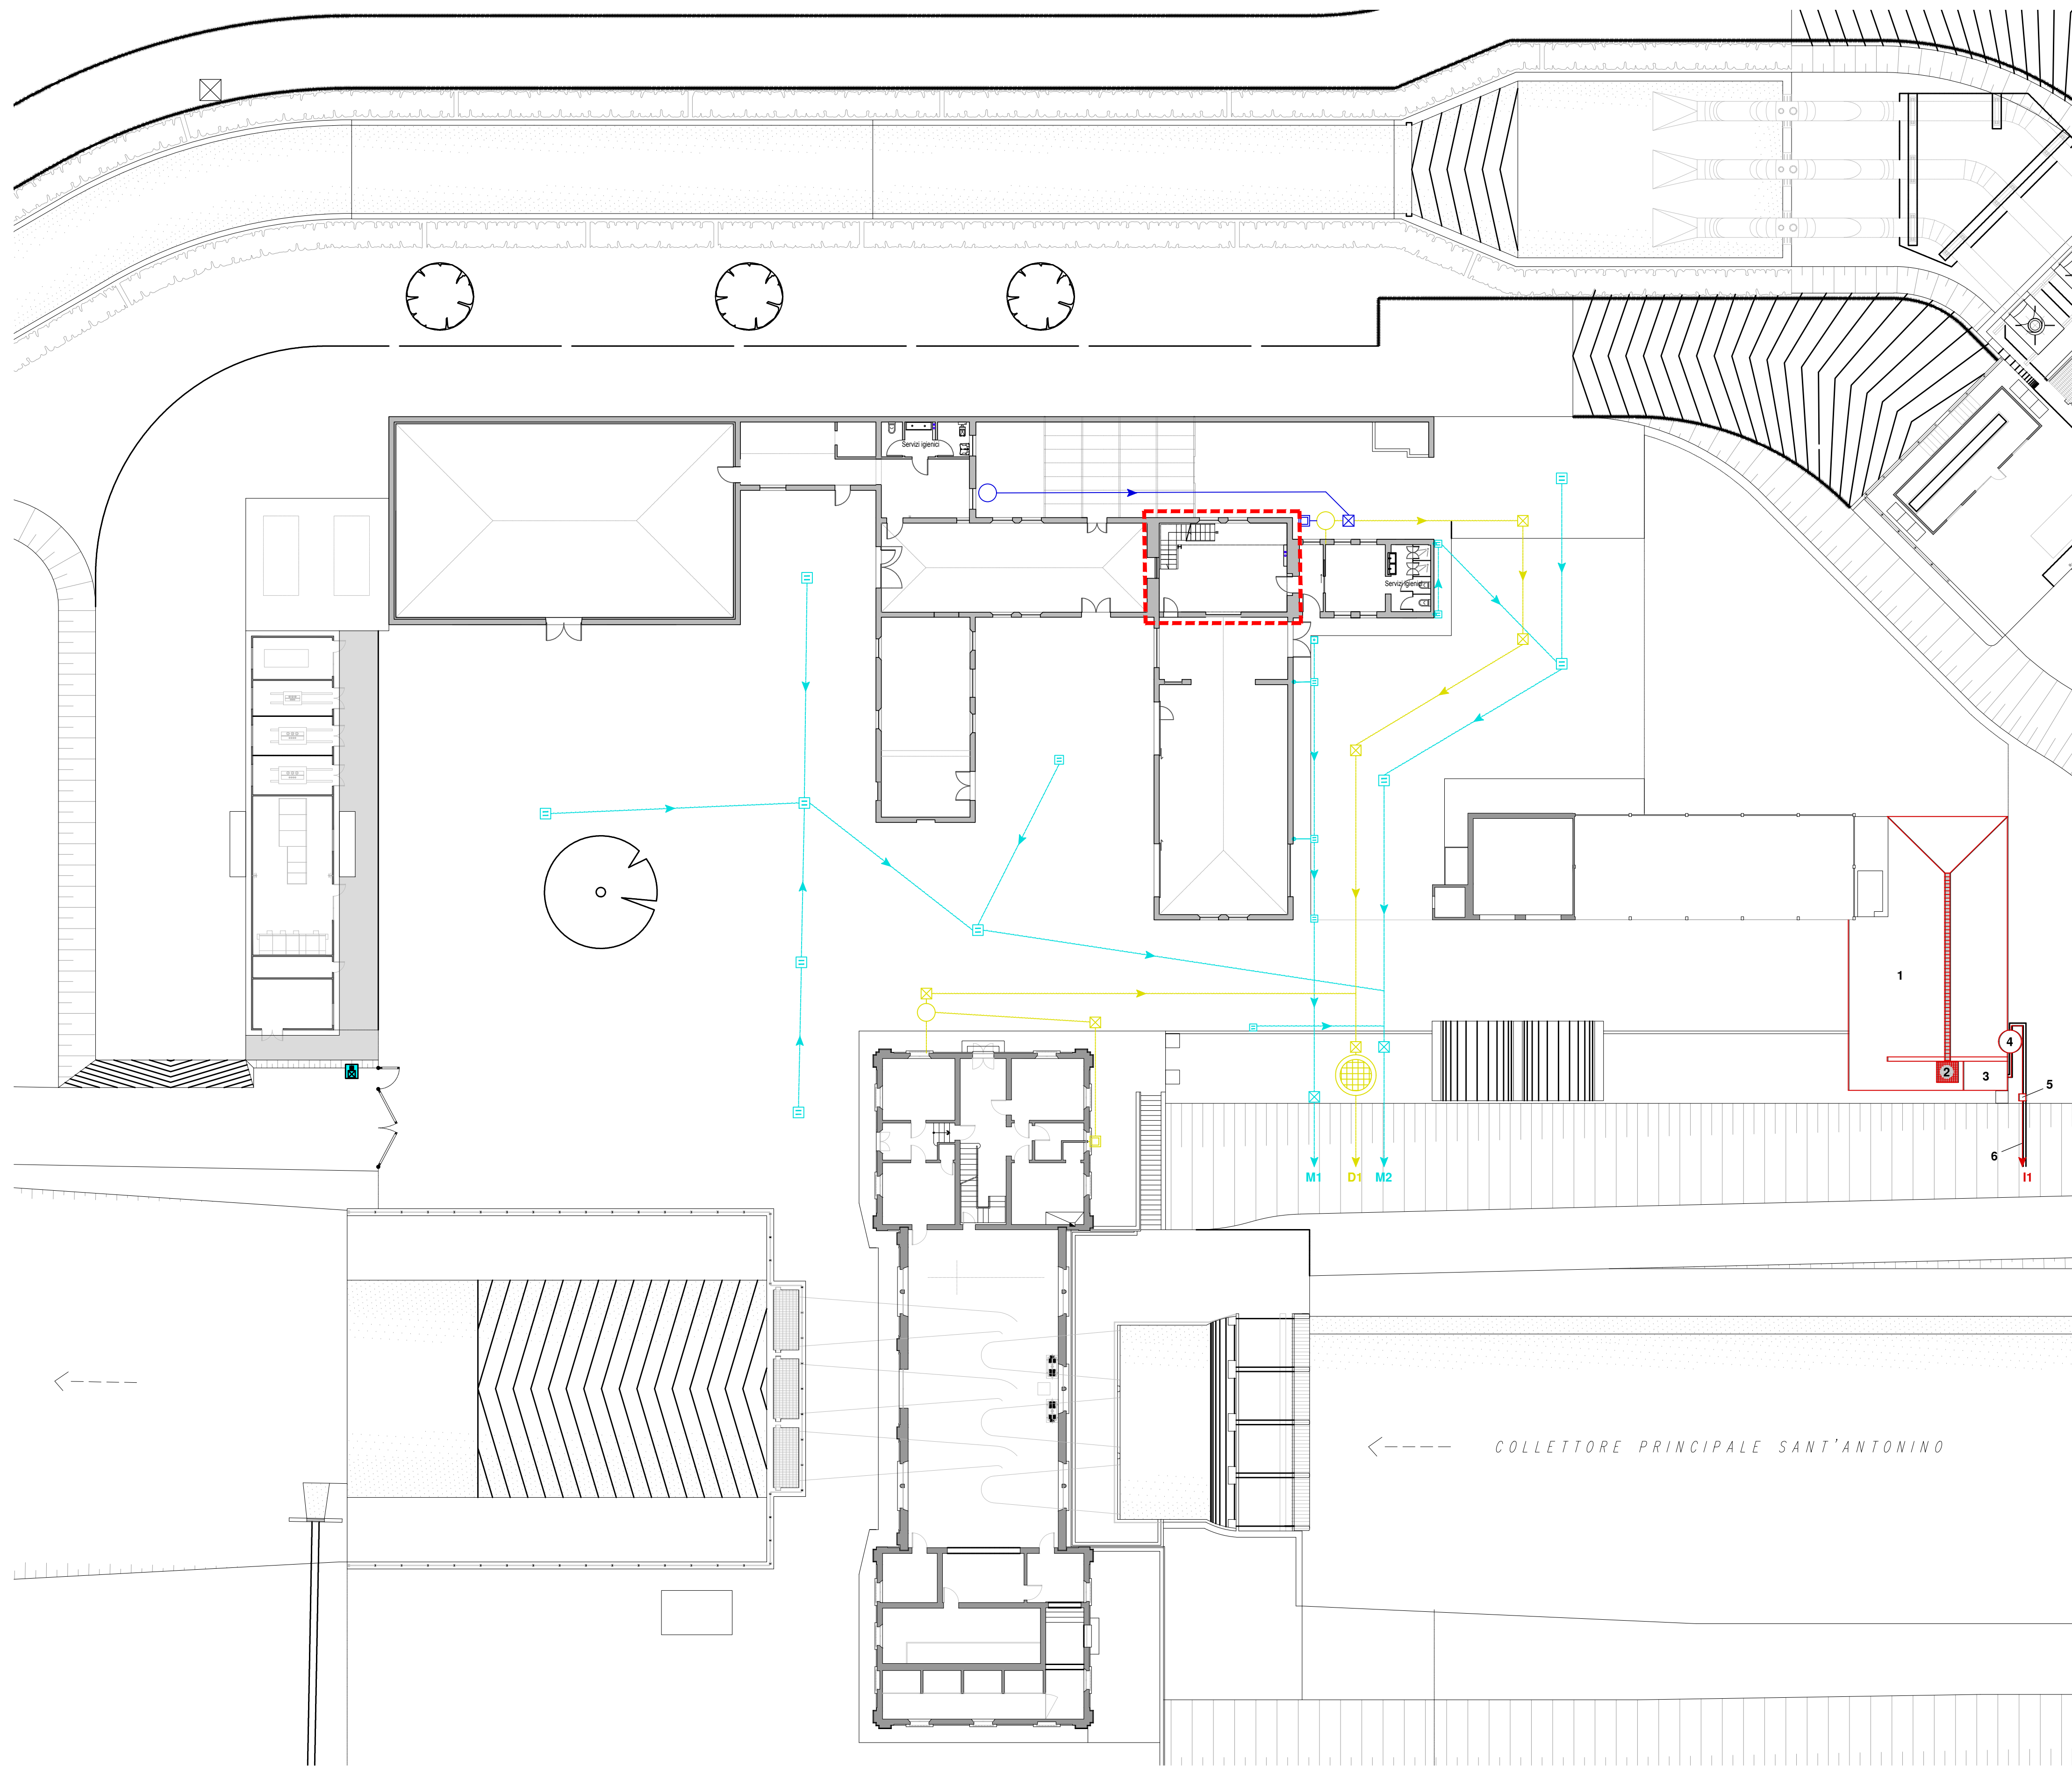 Servizi igienici
Servizi igienici
1
4
2
3
5
6
M1
D1
M2
I1
COLLETTORE PRINCIPALE SANT'ANTONINO